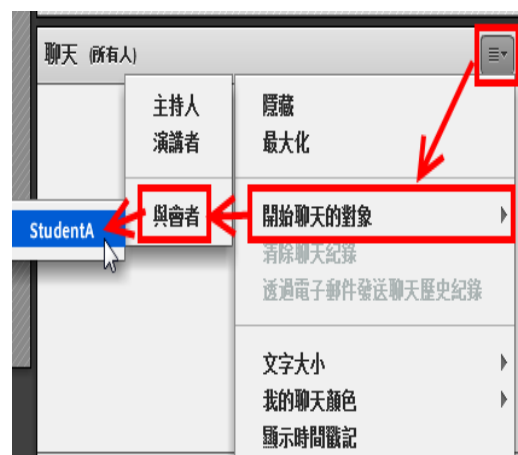 聊天 (所有人)
主持人
演講者
與會者
StudentA
隱藏
最大化
開始聊天的對象
清除聊天紀錄
透過電子郵件發送聊天歷史紀錄
文字大小
我的聊天顏色
顯示時間戳記